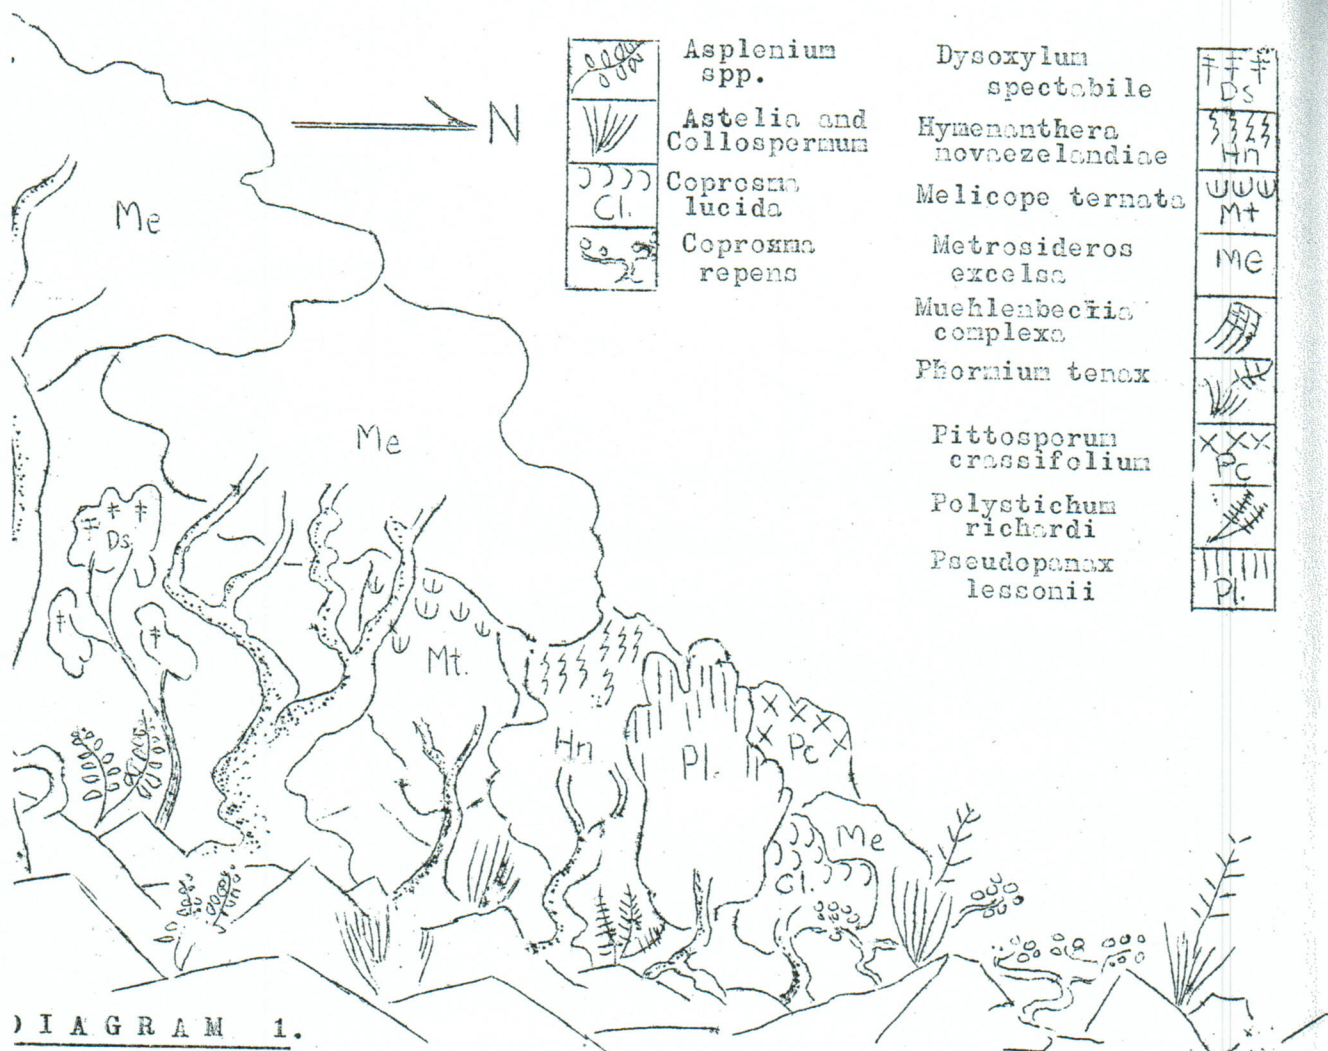 N
Asplenium
spp.
Astelia and
Collospermum
Cl.
Coprosma
lucida
Coprosma
repens
Dysoxylum
spectabile
Ds
Hymenanthera
novaezelandiae
Hn
Melicope ternata
Mt
Metrosideros
excelsa
Me
Muehlenbeckia
complexa
Phormium tenax
Pittosporum
crassifolium
Pc
Polystichum
richardi
Pseudopanax
lessonii
Pl.
Me
Me
Ds
Mt.
Hn
Pl.
Pc
Me
Cl.
DIAGRAM 1.